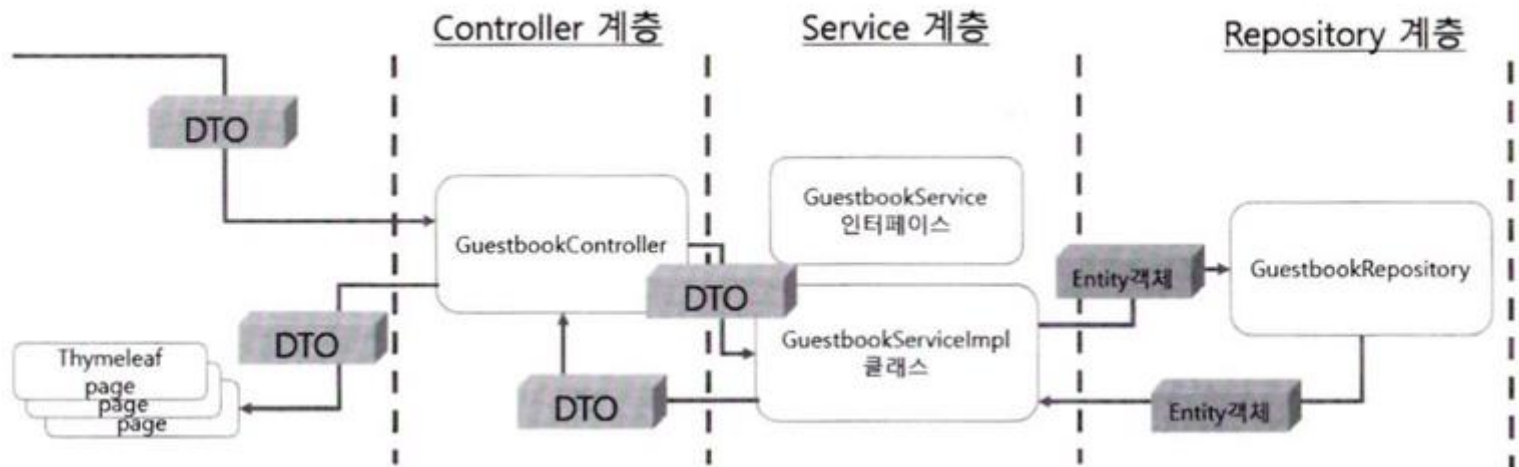 Controller 계층
Service 계층
Repository 계층
DTO
GuestbookService
인터페이스
GuestbookController
Entity객체
GuestbookRepository
DTO
DTO
GuestbookServiceImpl
클래스
Thymeleaf
page
page
page
DTO
Entity객체